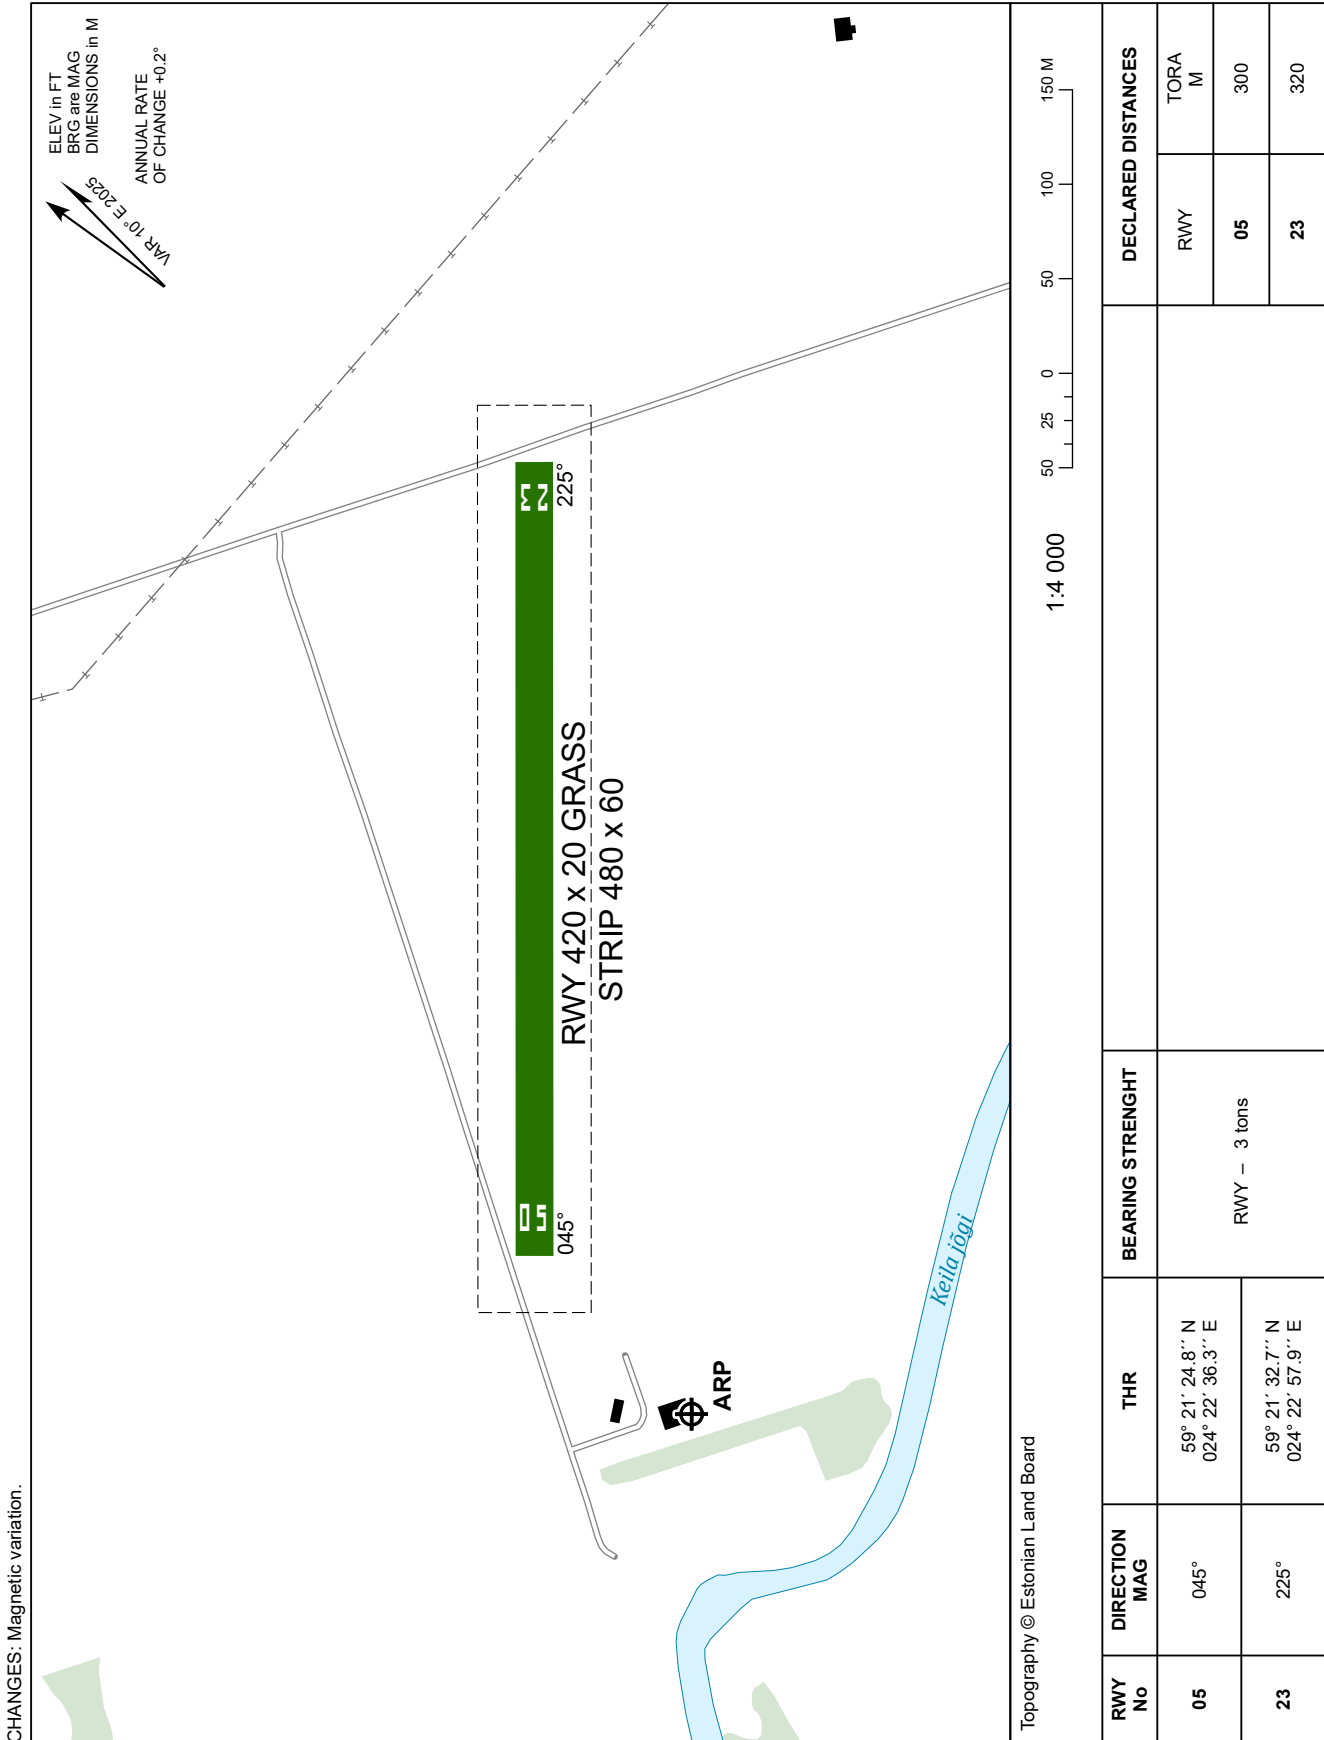 CHANGES: Magnetic variation.
ELEV in FT
BRG are MAG
DIMENSIONS in M
VAR 10° E 2025
ANNUAL RATE
OF CHANGE +0.2°
05
045°
23
225°
RWY 420 x 20 GRASS
STRIP 480 x 60
ARP
Keila jõgi
Topography © Estonian Land Board
1:4 000
50 25 0 50 100 150 M
RWY No DIRECTION MAG THR BEARING STRENGHT DECLARED DISTANCES
RWY TORA M
05 045° 59° 21´ 24.8´´ N
024° 22´ 36.3´´ E
RWY – 3 tons
05 300
23 225° 59° 21´ 32.7´´ N
024° 22´ 57.9´´ E
23 320